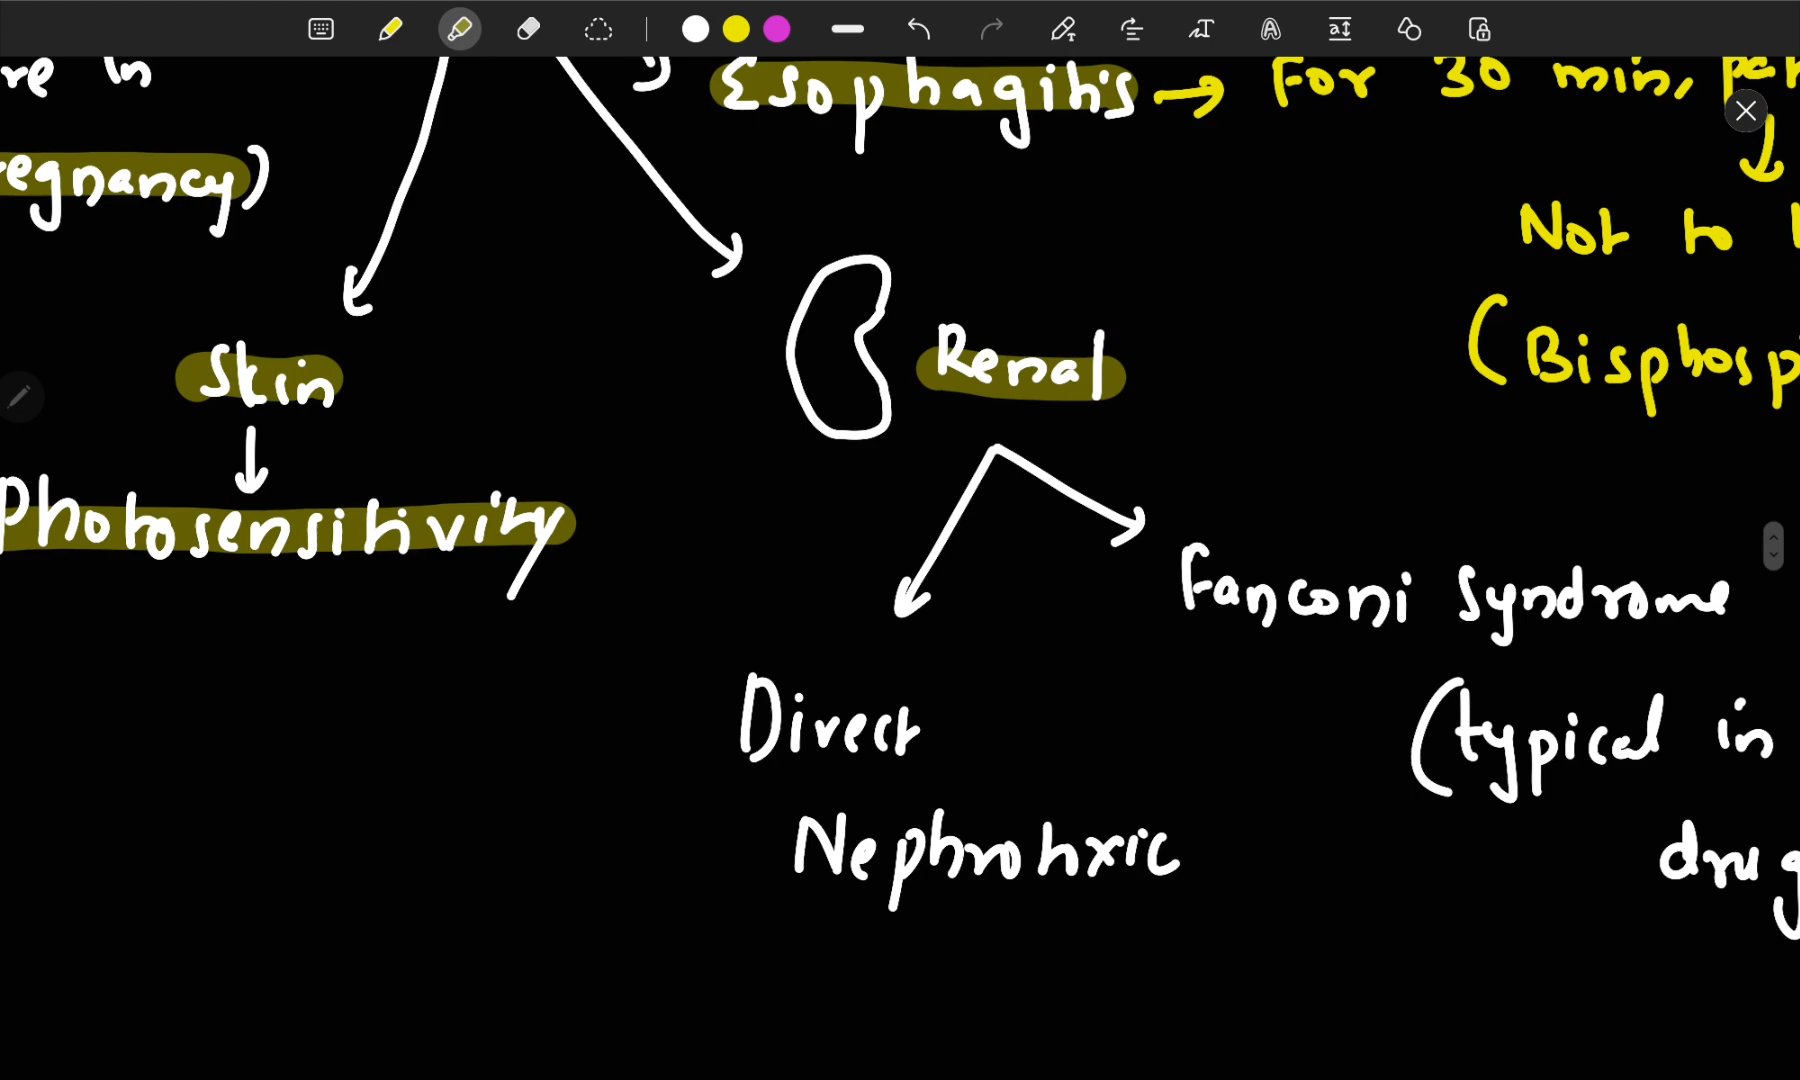 re in
Esophagitis → For 30 min,
regnancy)
Not to
Skin
Renal
(Bisphosp
Photosensitivity
Fanconi Syndrome
Direct
(typical in
Nephrotoxic
drug